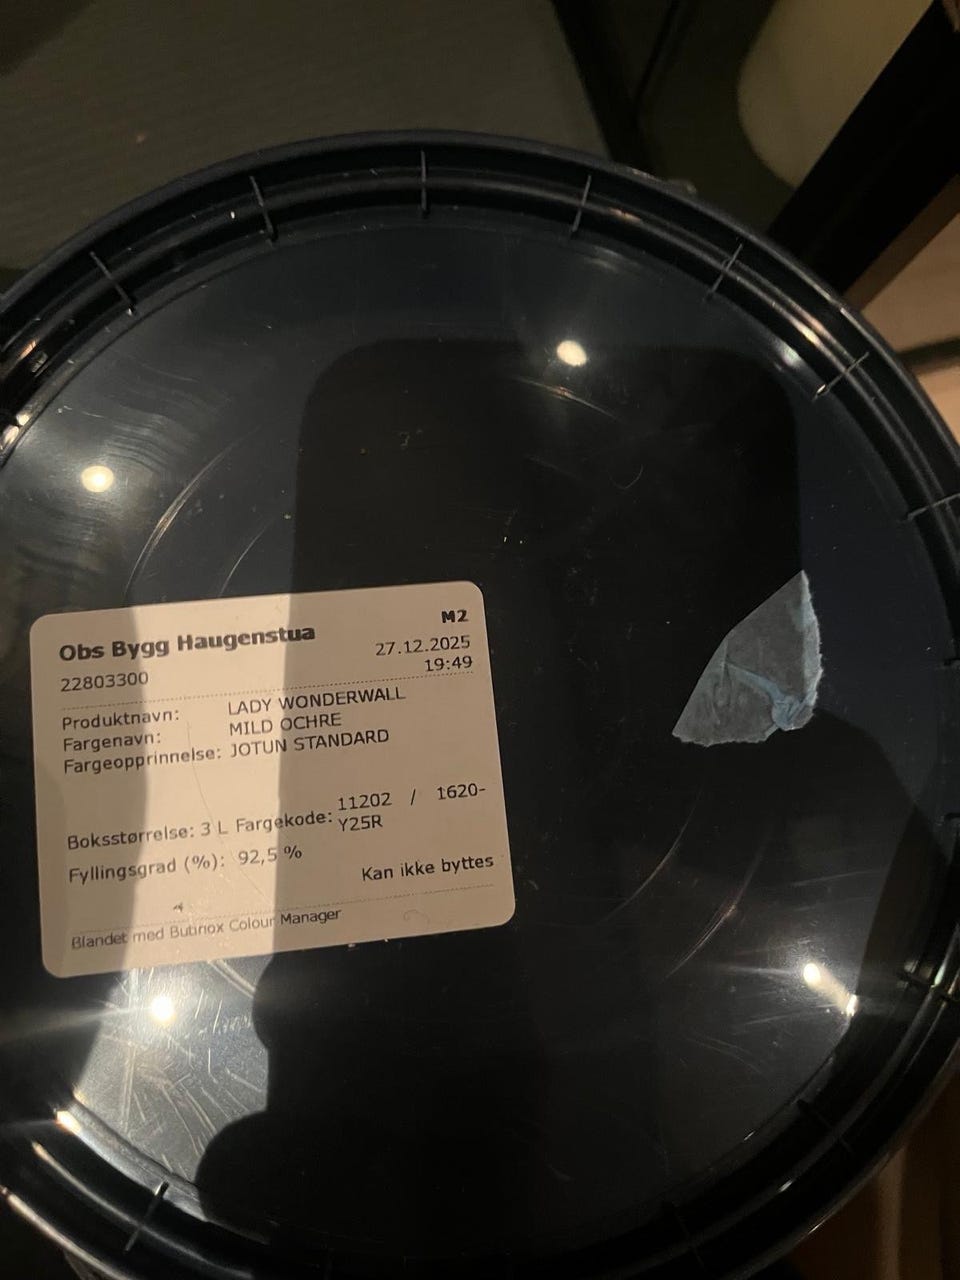 M2
Obs Bygg Haugenstua
27.12.2025
22803300
19:49
Produktnavn: LADY WONDERWALL
Fargenavn: MILD OCHRE
Fargeopprinnelse: JOTUN STANDARD
Boksstørrelse: 3 L Fargekode: 11202 / 1620-
Y25R
Fyllingsgrad (%): 92,5 %
Kan ikke byttes
Blandet med Butinox Colour Manager